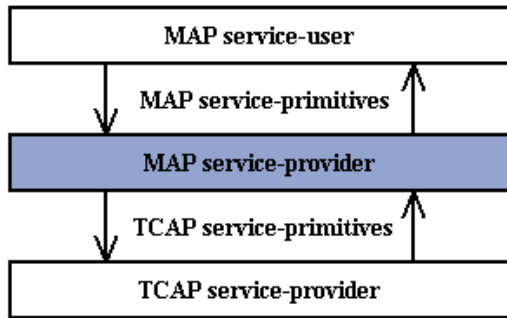 MAP service-user
MAP service-primitives
MAP service-provider
TCAP service-primitives
TCAP service-provider